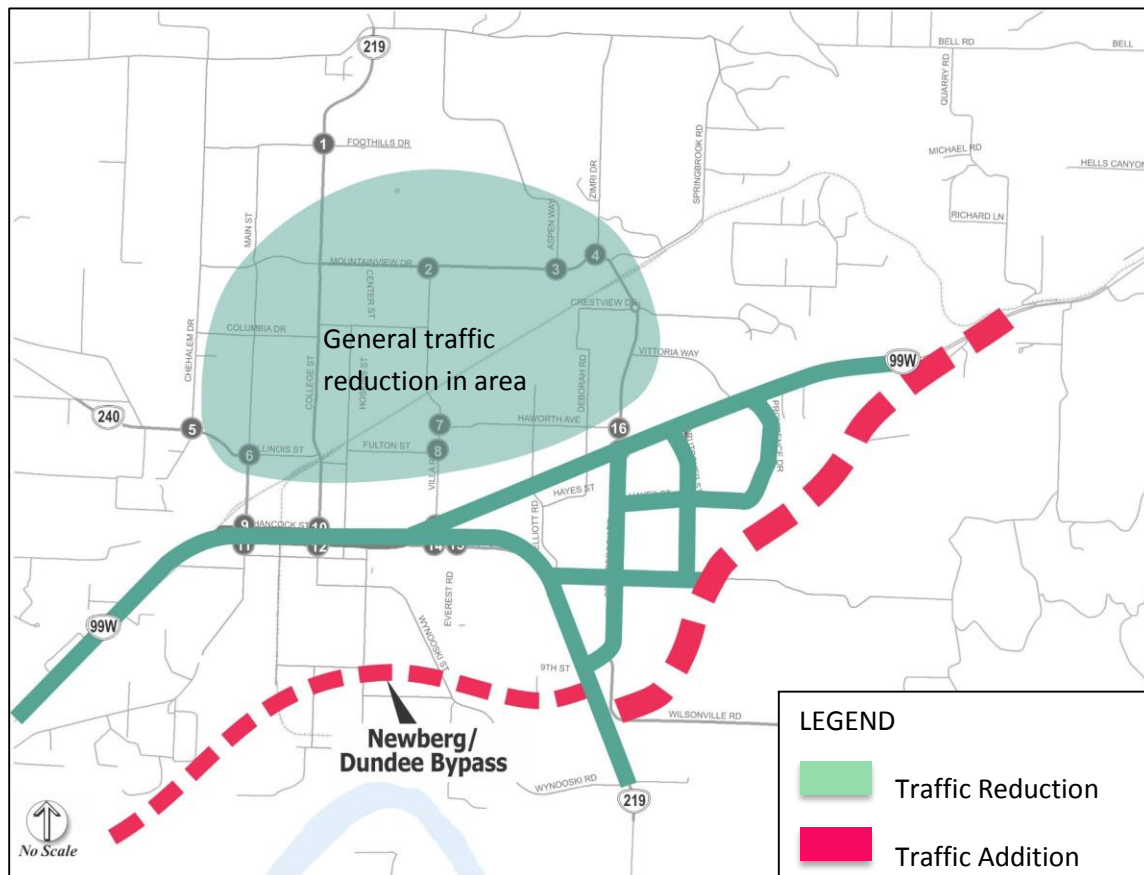 219
BELL RD
BELL
QUARRY RD
1
FOOTHILLS DR
MICHAEL RD
HELLS CANYON
ZIMRI DR
SPRINGBROOK RD
RICHARD LN
MAIN ST
ASPEN WAY
MOUNTAINVIEW DR
2
3
4
CENTER ST
CRESTVIEW DR
COLUMBIA DR
General traffic
reduction in area
CHEHALEM DR
COLLEGE ST
VITTORIA WAY
DEBORAH RD
99W
240
5
7
HAWORTH AVE
16
6
ILLINOIS ST
FULTON ST
8
HAYES ST
9
HANCOCK ST
10
11
12
14
ELLIOTT RD
EVEREST RD
99W
WYNOOSKI ST
9TH ST
WILSONVILLE RD
Newberg/
Dundee Bypass
WYNOOSKI RD
219
No Scale
LEGEND
Traffic Reduction
Traffic Addition